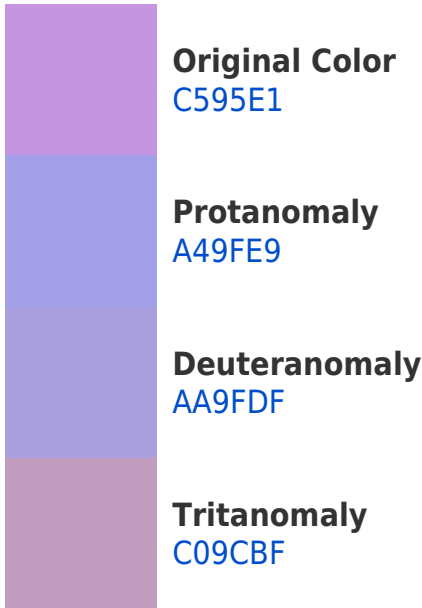 Original Color
C595E1
Protanomaly
A49FE9
Deuteranomaly
AA9FDF
Tritanomaly
C09CBF